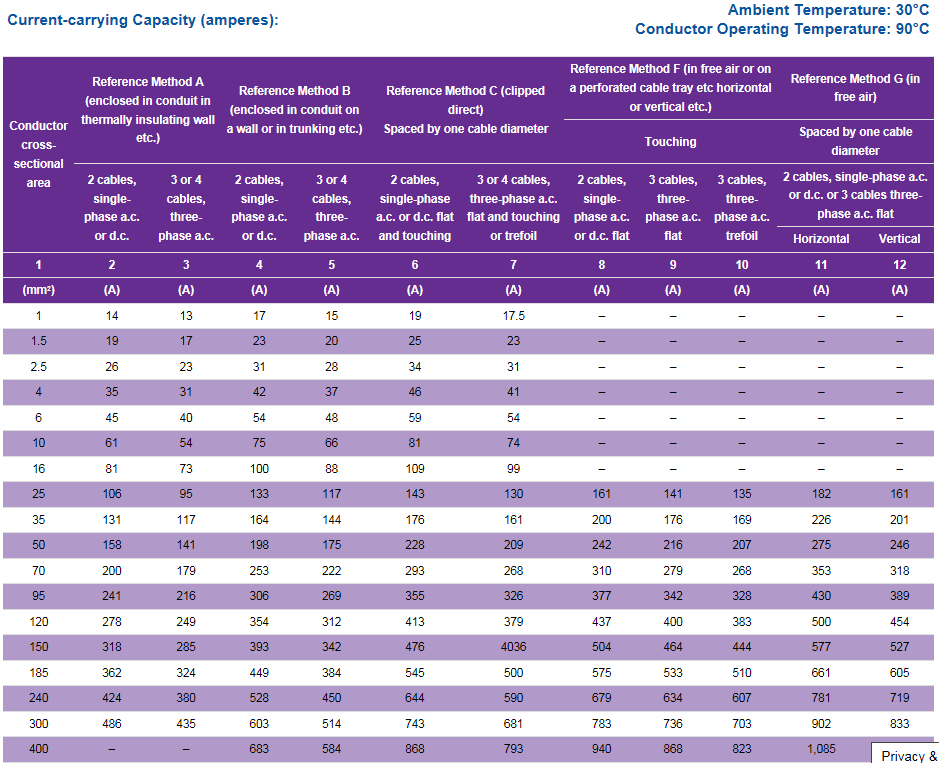 Current-carrying Capacity (amperes):
Ambient Temperature: 30°C
Conductor Operating Temperature: 90°C
Conductor
cross-
sectional
area
Reference Method A
(enclosed in conduit in
thermally insulating wall
etc.)
Reference Method B
(enclosed in conduit on
a wall or in trunking etc.)
Reference Method C (clipped
direct)
Spaced by one cable diameter
Reference Method F (in free air or on
a perforated cable tray etc horizontal
or vertical etc.)
Touching
Reference Method G (in
free air)
Spaced by one cable
diameter
2 cables,
single-
phase a.c.
or d.c.
3 or 4
cables,
three-
phase a.c.
2 cables,
single-
phase a.c.
or d.c.
3 or 4
cables,
three-
phase a.c.
2 cables,
single-phase
a.c. or d.c. flat
and touching
3 or 4 cables,
three-phase a.c.
flat and touching
or trefoil
2 cables,
single-
phase a.c.
or d.c. flat
3 cables,
three-
phase a.c.
flat
3 cables,
three-
phase a.c.
trefoil
2 cables, single-phase a.c.
or d.c. or 3 cables three-
phase a.c. flat
Horizontal Vertical
1 2 3 4 5 6 7 8 9 10 11 12
(mm²) (A) (A) (A) (A) (A) (A) (A) (A) (A) (A) (A)
1 14 13 17 15 19 17.5 – – – – –
1.5 19 17 23 20 25 23 – – – – –
2.5 26 23 31 28 34 31 – – – – –
4 35 31 42 37 46 41 – – – – –
6 45 40 54 48 59 54 – – – – –
10 61 54 75 66 81 74 – – – – –
16 81 73 100 88 109 99 – – – – –
25 106 95 133 117 143 130 161 141 135 182 161
35 131 117 164 144 176 161 200 176 169 226 201
50 158 141 198 175 228 209 242 216 207 275 246
70 200 179 253 222 293 268 310 279 268 353 318
95 241 216 306 269 355 326 377 342 328 430 389
120 278 249 354 312 413 379 437 400 383 500 454
150 318 285 393 342 476 4036 504 464 444 577 527
185 362 324 449 384 545 500 575 533 510 661 605
240 424 380 528 450 644 590 679 634 607 781 719
300 486 435 603 514 743 681 783 736 703 902 833
400 – – 683 584 868 793 940 868 823 1,085
Privacy &